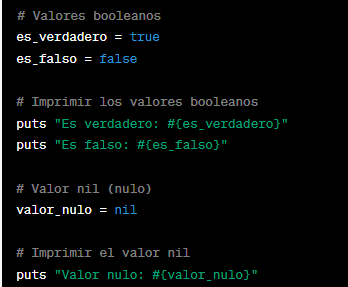 # Valores booleanos
es_verdadero = true
es_falso = false
# Imprimir los valores booleanos
puts "Es verdadero: #{es_verdadero}"
puts "Es falso: #{es_falso}"
# Valor nil (nulo)
valor_nulo = nil
# Imprimir el valor nil
puts "Valor nulo: #{valor_nulo}"